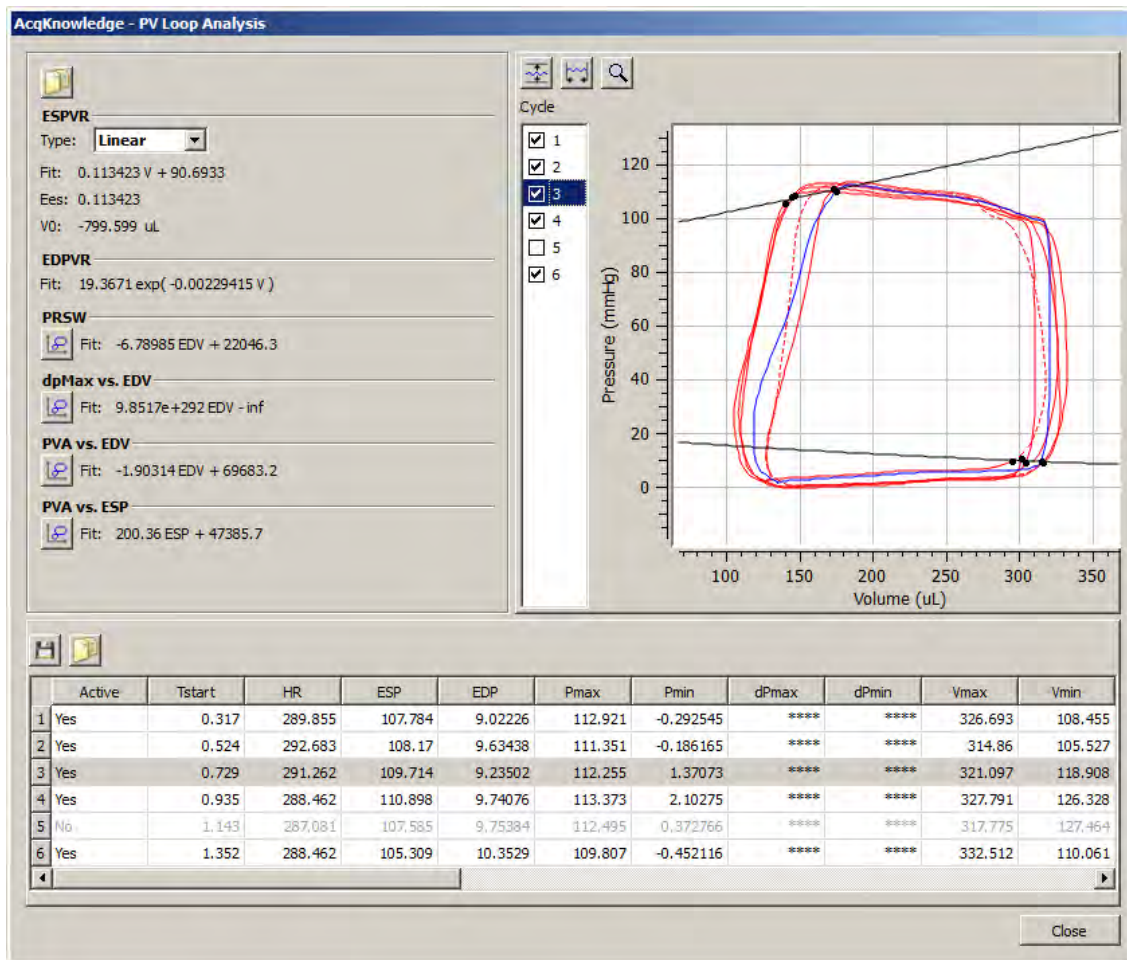 AcqKnowledge - PV Loop Analysis
ESPVR
Type: Linear
Fit: 0.113423 V + 90.6933
Ees: 0.113423
V0: -799.599 uL
EDPVR
Fit: 19.3671 exp( -0.00229415 V )
PRSW
Fit: -6.78985 EDV + 22046.3
dpMax vs. EDV
Fit: 9.8517e+292 EDV - inf
PVA vs. EDV
Fit: -1.90314 EDV + 69683.2
PVA vs. ESP
Fit: 200.36 ESP + 47385.7
Cycle
1
2
3
4
5
6
Pressure (mmHg)
120
100
80
60
40
20
0
100 150 200 250 300 350
Volume (uL)
Active Tstart HR ESP EDP Pmax Pmin dPmax dPmin Vmax Vmin
1 Yes 0.317 289.855 107.784 9.02226 112.921 -0.292545 **** **** 326.693 108.455
2 Yes 0.524 292.683 108.17 9.63438 111.351 -0.186165 **** **** 314.86 105.527
3 Yes 0.729 291.262 109.714 9.23502 112.255 1.37073 **** **** 321.097 118.908
4 Yes 0.935 288.462 110.898 9.74076 113.373 2.10275 **** **** 327.791 126.328
5 No 1.143 287.081 107.585 9.75384 112.495 0.372766 **** **** 317.775 127.464
6 Yes 1.352 288.462 105.309 10.3529 109.807 -0.452116 **** **** 332.512 110.061
Close